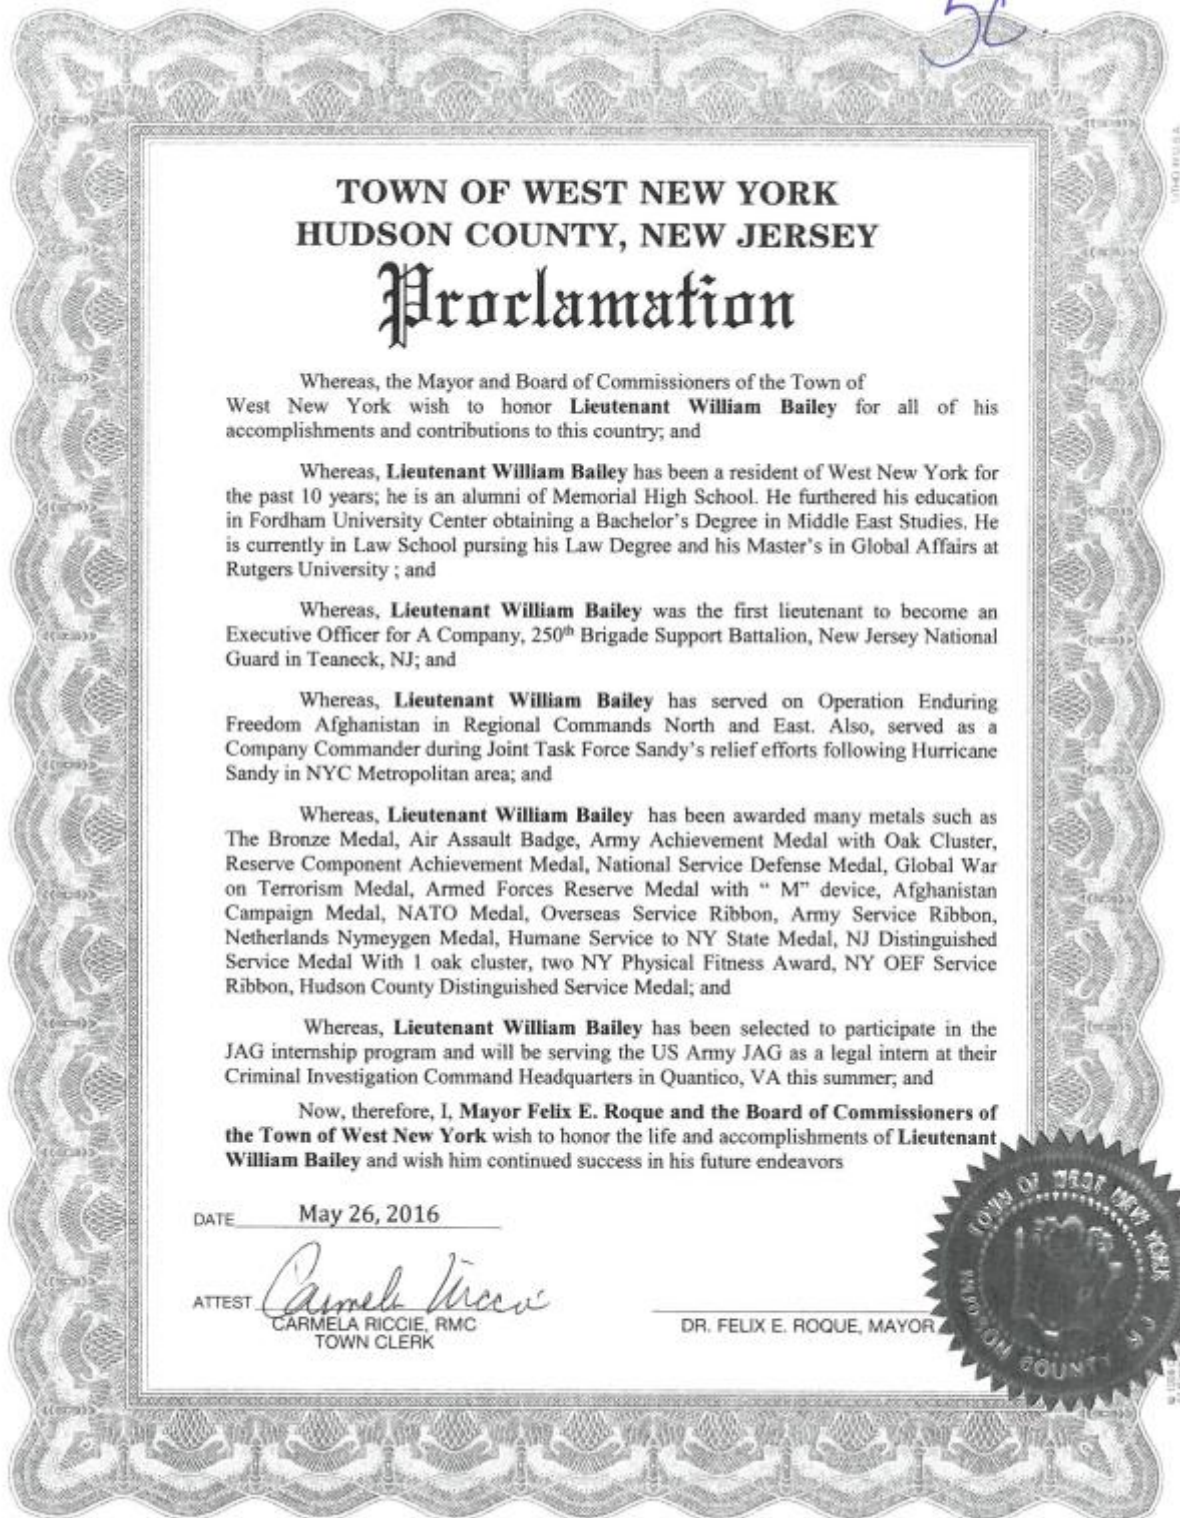 5C.
TOWN OF WEST NEW YORK
HUDSON COUNTY, NEW JERSEY
Proclamation
Whereas, the Mayor and Board of Commissioners of the Town of
West New York wish to honor Lieutenant William Bailey for all of his
accomplishments and contributions to this country; and
Whereas, Lieutenant William Bailey has been a resident of West New York for
the past 10 years; he is an alumni of Memorial High School. He furthered his education
in Fordham University Center obtaining a Bachelor's Degree in Middle East Studies. He
is currently in Law School pursing his Law Degree and his Master's in Global Affairs at
Rutgers University ; and
Whereas, Lieutenant William Bailey was the first lieutenant to become an
Executive Officer for A Company, 250th Brigade Support Battalion, New Jersey National
Guard in Teaneck, NJ; and
Whereas, Lieutenant William Bailey has served on Operation Enduring
Freedom Afghanistan in Regional Commands North and East. Also, served as a
Company Commander during Joint Task Force Sandy's relief efforts following Hurricane
Sandy in NYC Metropolitan area; and
Whereas, Lieutenant William Bailey has been awarded many metals such as
The Bronze Medal, Air Assault Badge, Army Achievement Medal with Oak Cluster,
Reserve Component Achievement Medal, National Service Defense Medal, Global War
on Terrorism Medal, Armed Forces Reserve Medal with " M" device, Afghanistan
Campaign Medal, NATO Medal, Overseas Service Ribbon, Army Service Ribbon,
Netherlands Nymeygen Medal, Humane Service to NY State Medal, NJ Distinguished
Service Medal With 1 oak cluster, two NY Physical Fitness Award, NY OEF Service
Ribbon, Hudson County Distinguished Service Medal; and
Whereas, Lieutenant William Bailey has been selected to participate in the
JAG internship program and will be serving the US Army JAG as a legal intern at their
Criminal Investigation Command Headquarters in Quantico, VA this summer; and
Now, therefore, I, Mayor Felix E. Roque and the Board of Commissioners of
the Town of West New York wish to honor the life and accomplishments of Lieutenant
William Bailey and wish him continued success in his future endeavors
DATE May 26, 2016
ATTEST Carmela Riccio
CARMELA RICCIE, RMC
TOWN CLERK
DR. FELIX E. ROQUE, MAYOR
TOWN OF WEST NEW YORK
COUNTY